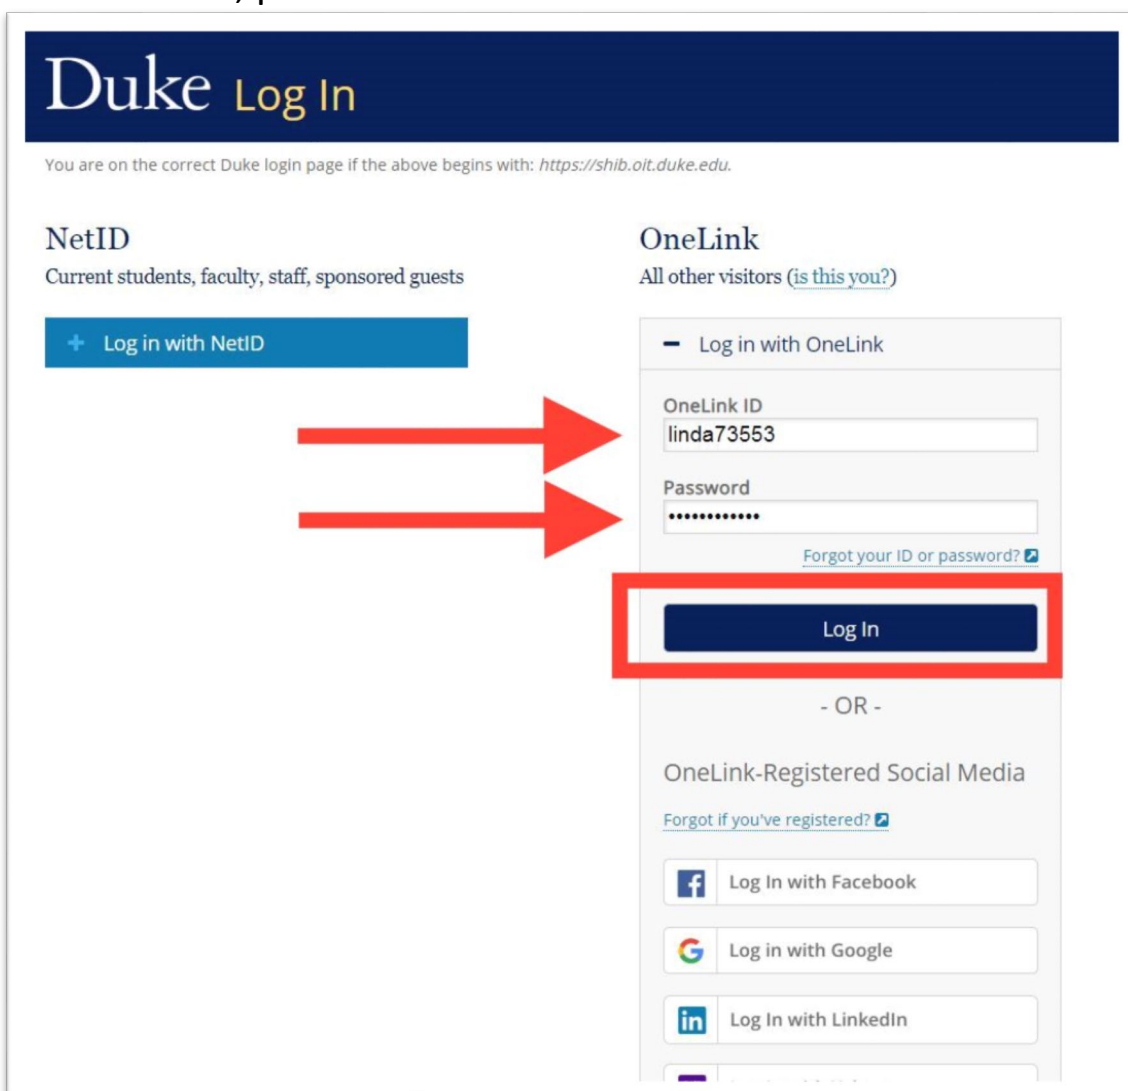 Duke Log In
You are on the correct Duke login page if the above begins with: https://shib.oit.duke.edu.
NetID
Current students, faculty, staff, sponsored guests
+ Log in with NetID
OneLink
All other visitors (is this you?)
− Log in with OneLink
OneLink ID
linda73553
Password
••••••••••••
Forgot your ID or password?
Log In
- OR -
OneLink-Registered Social Media
Forgot if you've registered?
Log In with Facebook
Log in with Google
Log In with LinkedIn